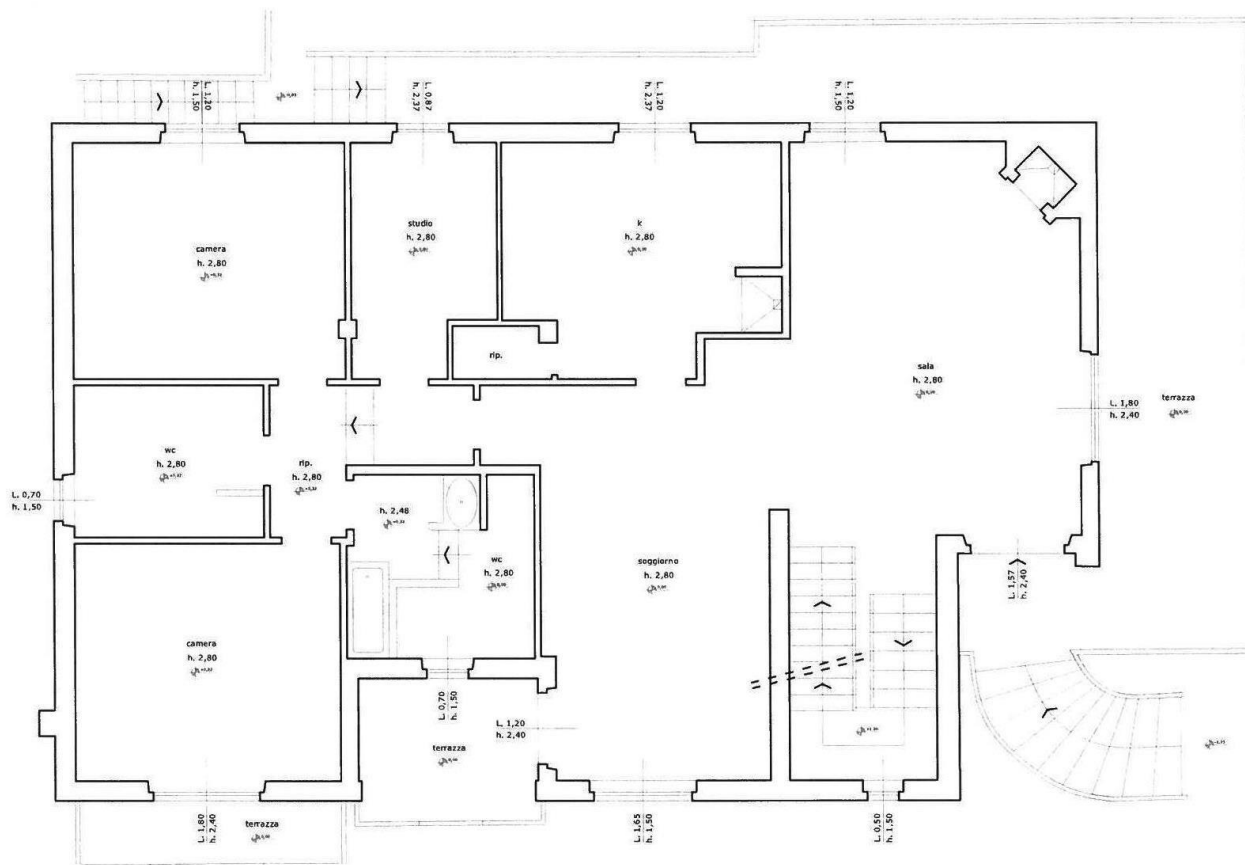 L. 1,20
h. 1,50
L. 0,87
h. 2,37
L. 1,20
h. 2,37
L. 1,20
h. 1,50
camera
h. 2,80
studio
h. 2,80
k
h. 2,80
rip.
sala
h. 2,80
L. 1,80
h. 2,40
terrazza
wc
h. 2,80
rip.
h. 2,80
L. 0,70
h. 1,50
h. 2,48
wc
h. 2,80
soggiorno
h. 2,80
L. 1,57
h. 2,40
camera
h. 2,80
L. 0,70
h. 1,50
L. 1,20
h. 2,40
terrazza
L. 1,80
h. 2,40
terrazza
L. 1,65
h. 1,50
L. 0,50
h. 1,50